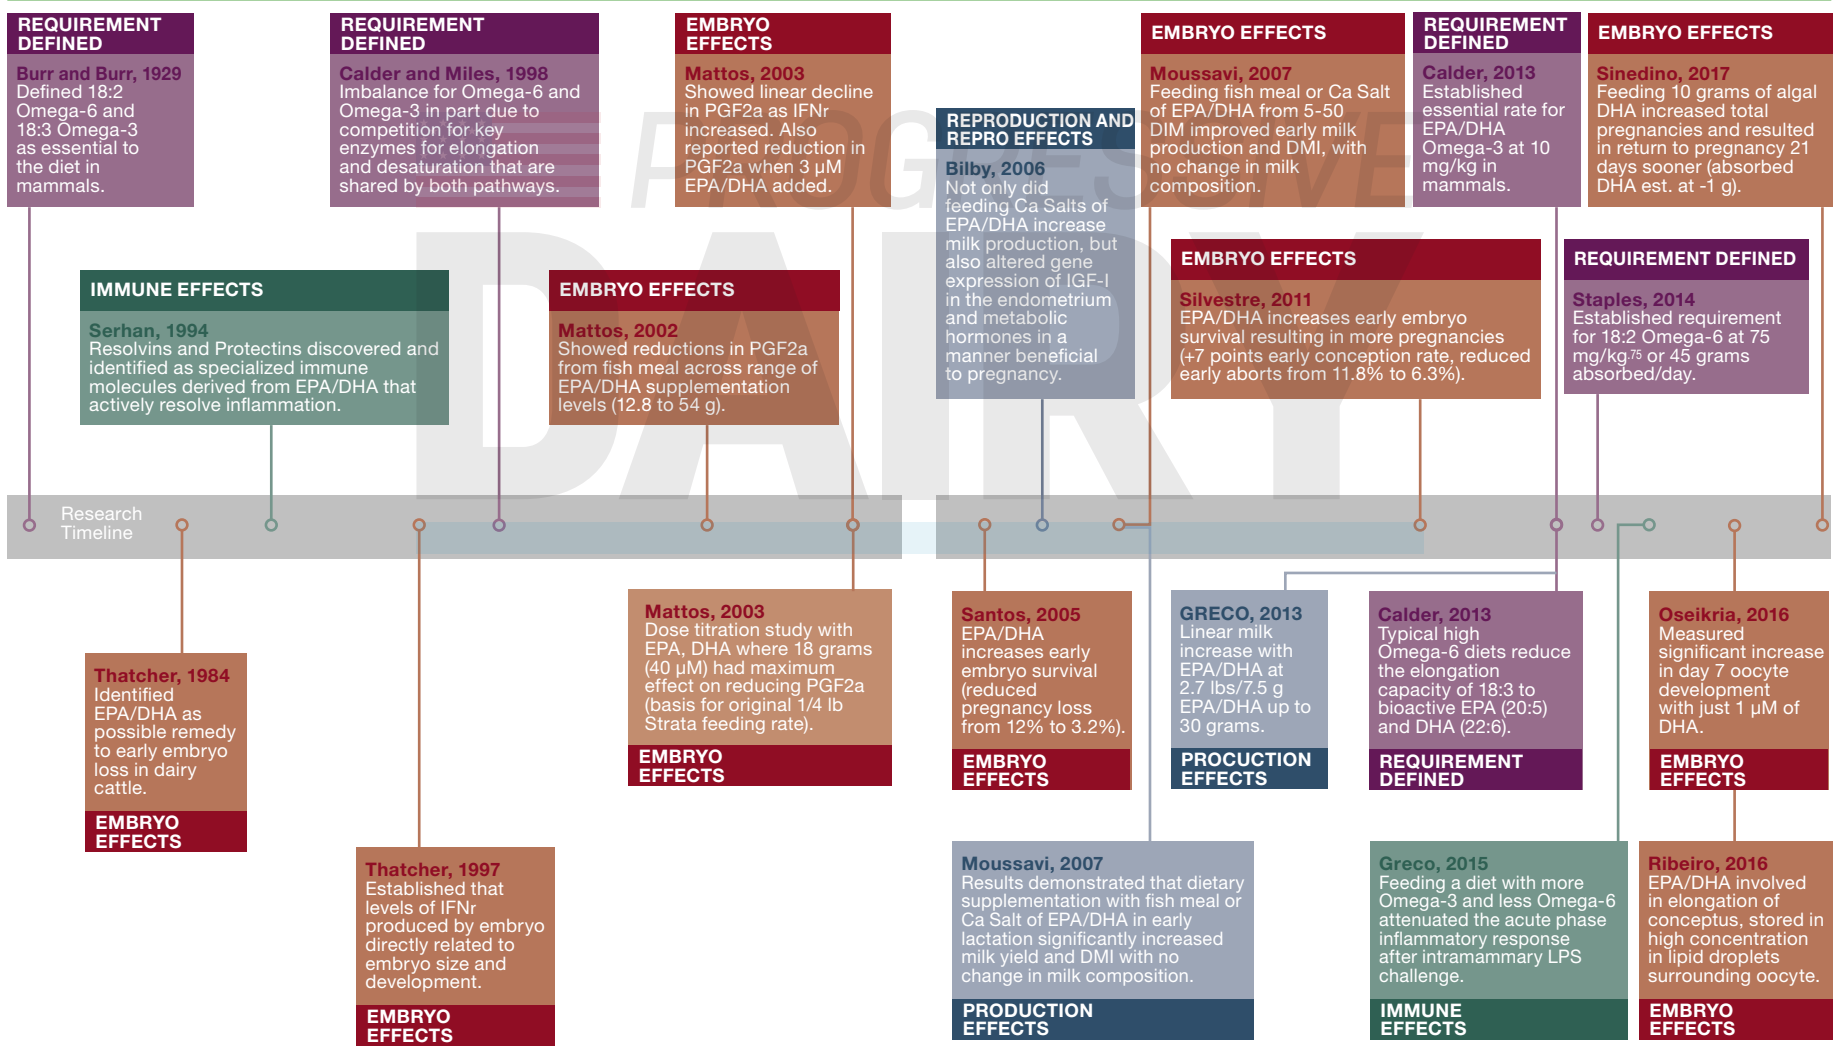 REQUIREMENT
DEFINED
Burr and Burr, 1929
Defined 18:2
Omega-6 and
18:3 Omega-3
as essential to
the diet in
mammals.
REQUIREMENT
DEFINED
Calder and Miles, 1998
Imbalance for Omega-6 and
Omega-3 in part due to
competition for key
enzymes for elongation
and desaturation that are
shared by both pathways.
EMBRYO
EFFECTS
Mattos, 2003
Showed linear decline
in PGF2a as IFNr
increased. Also
reported reduction in
PGF2a when 3 µM
EPA/DHA added.
REPRODUCTION AND
REPRO EFFECTS
Bilby, 2006
Not only did
feeding Ca Salts of
EPA/DHA increase
milk production, but
also altered gene
expression of IGF-I
in the endometrium
and metabolic
hormones in a
manner beneficial
to pregnancy.
EMBRYO EFFECTS
Moussavi, 2007
Feeding fish meal or Ca Salt
of EPA/DHA from 5-50
DIM improved early milk
production and DMI, with
no change in milk
composition.
REQUIREMENT
DEFINED
Calder, 2013
Established
essential rate for
EPA/DHA
Omega-3 at 10
mg/kg in
mammals.
EMBRYO EFFECTS
Sinedino, 2017
Feeding 10 grams of algal
DHA increased total
pregnancies and resulted
in return to pregnancy 21
days sooner (absorbed
DHA est. at -1 g).
PROGRESSIVE
DAIRY
IMMUNE EFFECTS
Serhan, 1994
Resolvins and Protectins discovered and
identified as specialized immune
molecules derived from EPA/DHA that
actively resolve inflammation.
EMBRYO EFFECTS
Mattos, 2002
Showed reductions in PGF2a
from fish meal across range of
EPA/DHA supplementation
levels (12.8 to 54 g).
EMBRYO EFFECTS
Silvestre, 2011
EPA/DHA increases early embryo
survival resulting in more pregnancies
(+7 points early conception rate, reduced
early aborts from 11.8% to 6.3%).
REQUIREMENT DEFINED
Staples, 2014
Established requirement
for 18:2 Omega-6 at 75
mg/kg.75 or 45 grams
absorbed/day.
Research
Timeline
Thatcher, 1984
Identified
EPA/DHA as
possible remedy
to early embryo
loss in dairy
cattle.
EMBRYO
EFFECTS
Thatcher, 1997
Established that
levels of IFNr
produced by embryo
directly related to
embryo size and
development.
EMBRYO
EFFECTS
Mattos, 2003
Dose titration study with
EPA, DHA where 18 grams
(40 µM) had maximum
effect on reducing PGF2a
(basis for original 1/4 lb
Strata feeding rate).
EMBRYO
EFFECTS
Santos, 2005
EPA/DHA
increases early
embryo survival
(reduced
pregnancy loss
from 12% to 3.2%).
EMBRYO
EFFECTS
GRECO, 2013
Linear milk
increase with
EPA/DHA at
2.7 lbs/7.5 g
EPA/DHA up to
30 grams.
PROCUCTION
EFFECTS
Calder, 2013
Typical high
Omega-6 diets reduce
the elongation
capacity of 18:3 to
bioactive EPA (20:5)
and DHA (22:6).
REQUIREMENT
DEFINED
Oseikria, 2016
Measured
significant increase
in day 7 oocyte
development
with just 1 µM of
DHA.
EMBRYO
EFFECTS
Moussavi, 2007
Results demonstrated that dietary
supplementation with fish meal or
Ca Salt of EPA/DHA in early
lactation significantly increased
milk yield and DMI with no
change in milk composition.
PRODUCTION
EFFECTS
Greco, 2015
Feeding a diet with more
Omega-3 and less Omega-6
attenuated the acute phase
inflammatory response
after intramammary LPS
challenge.
IMMUNE
EFFECTS
Ribeiro, 2016
EPA/DHA involved
in elongation of
conceptus, stored in
high concentration
in lipid droplets
surrounding oocyte.
EMBRYO
EFFECTS